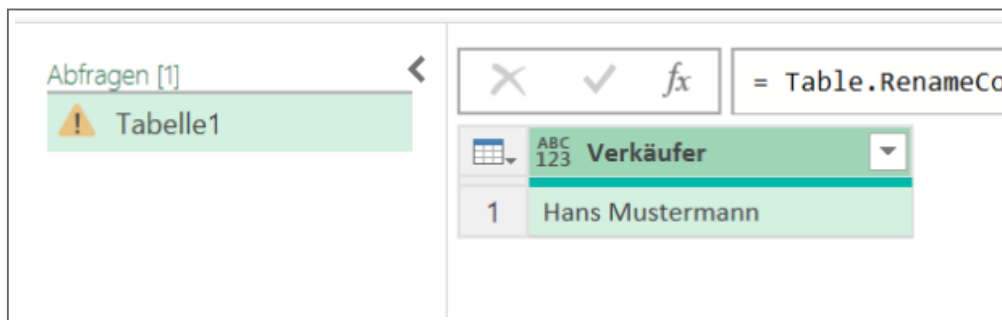 Abfragen [1]
Tabelle1
fx
= Table.RenameCo
ABC
123
Verkäufer
1
Hans Mustermann